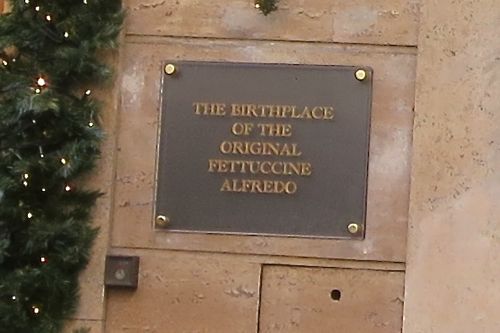 THE BIRTHPLACE
OF THE
ORIGINAL
FETTUCCINE
ALFREDO